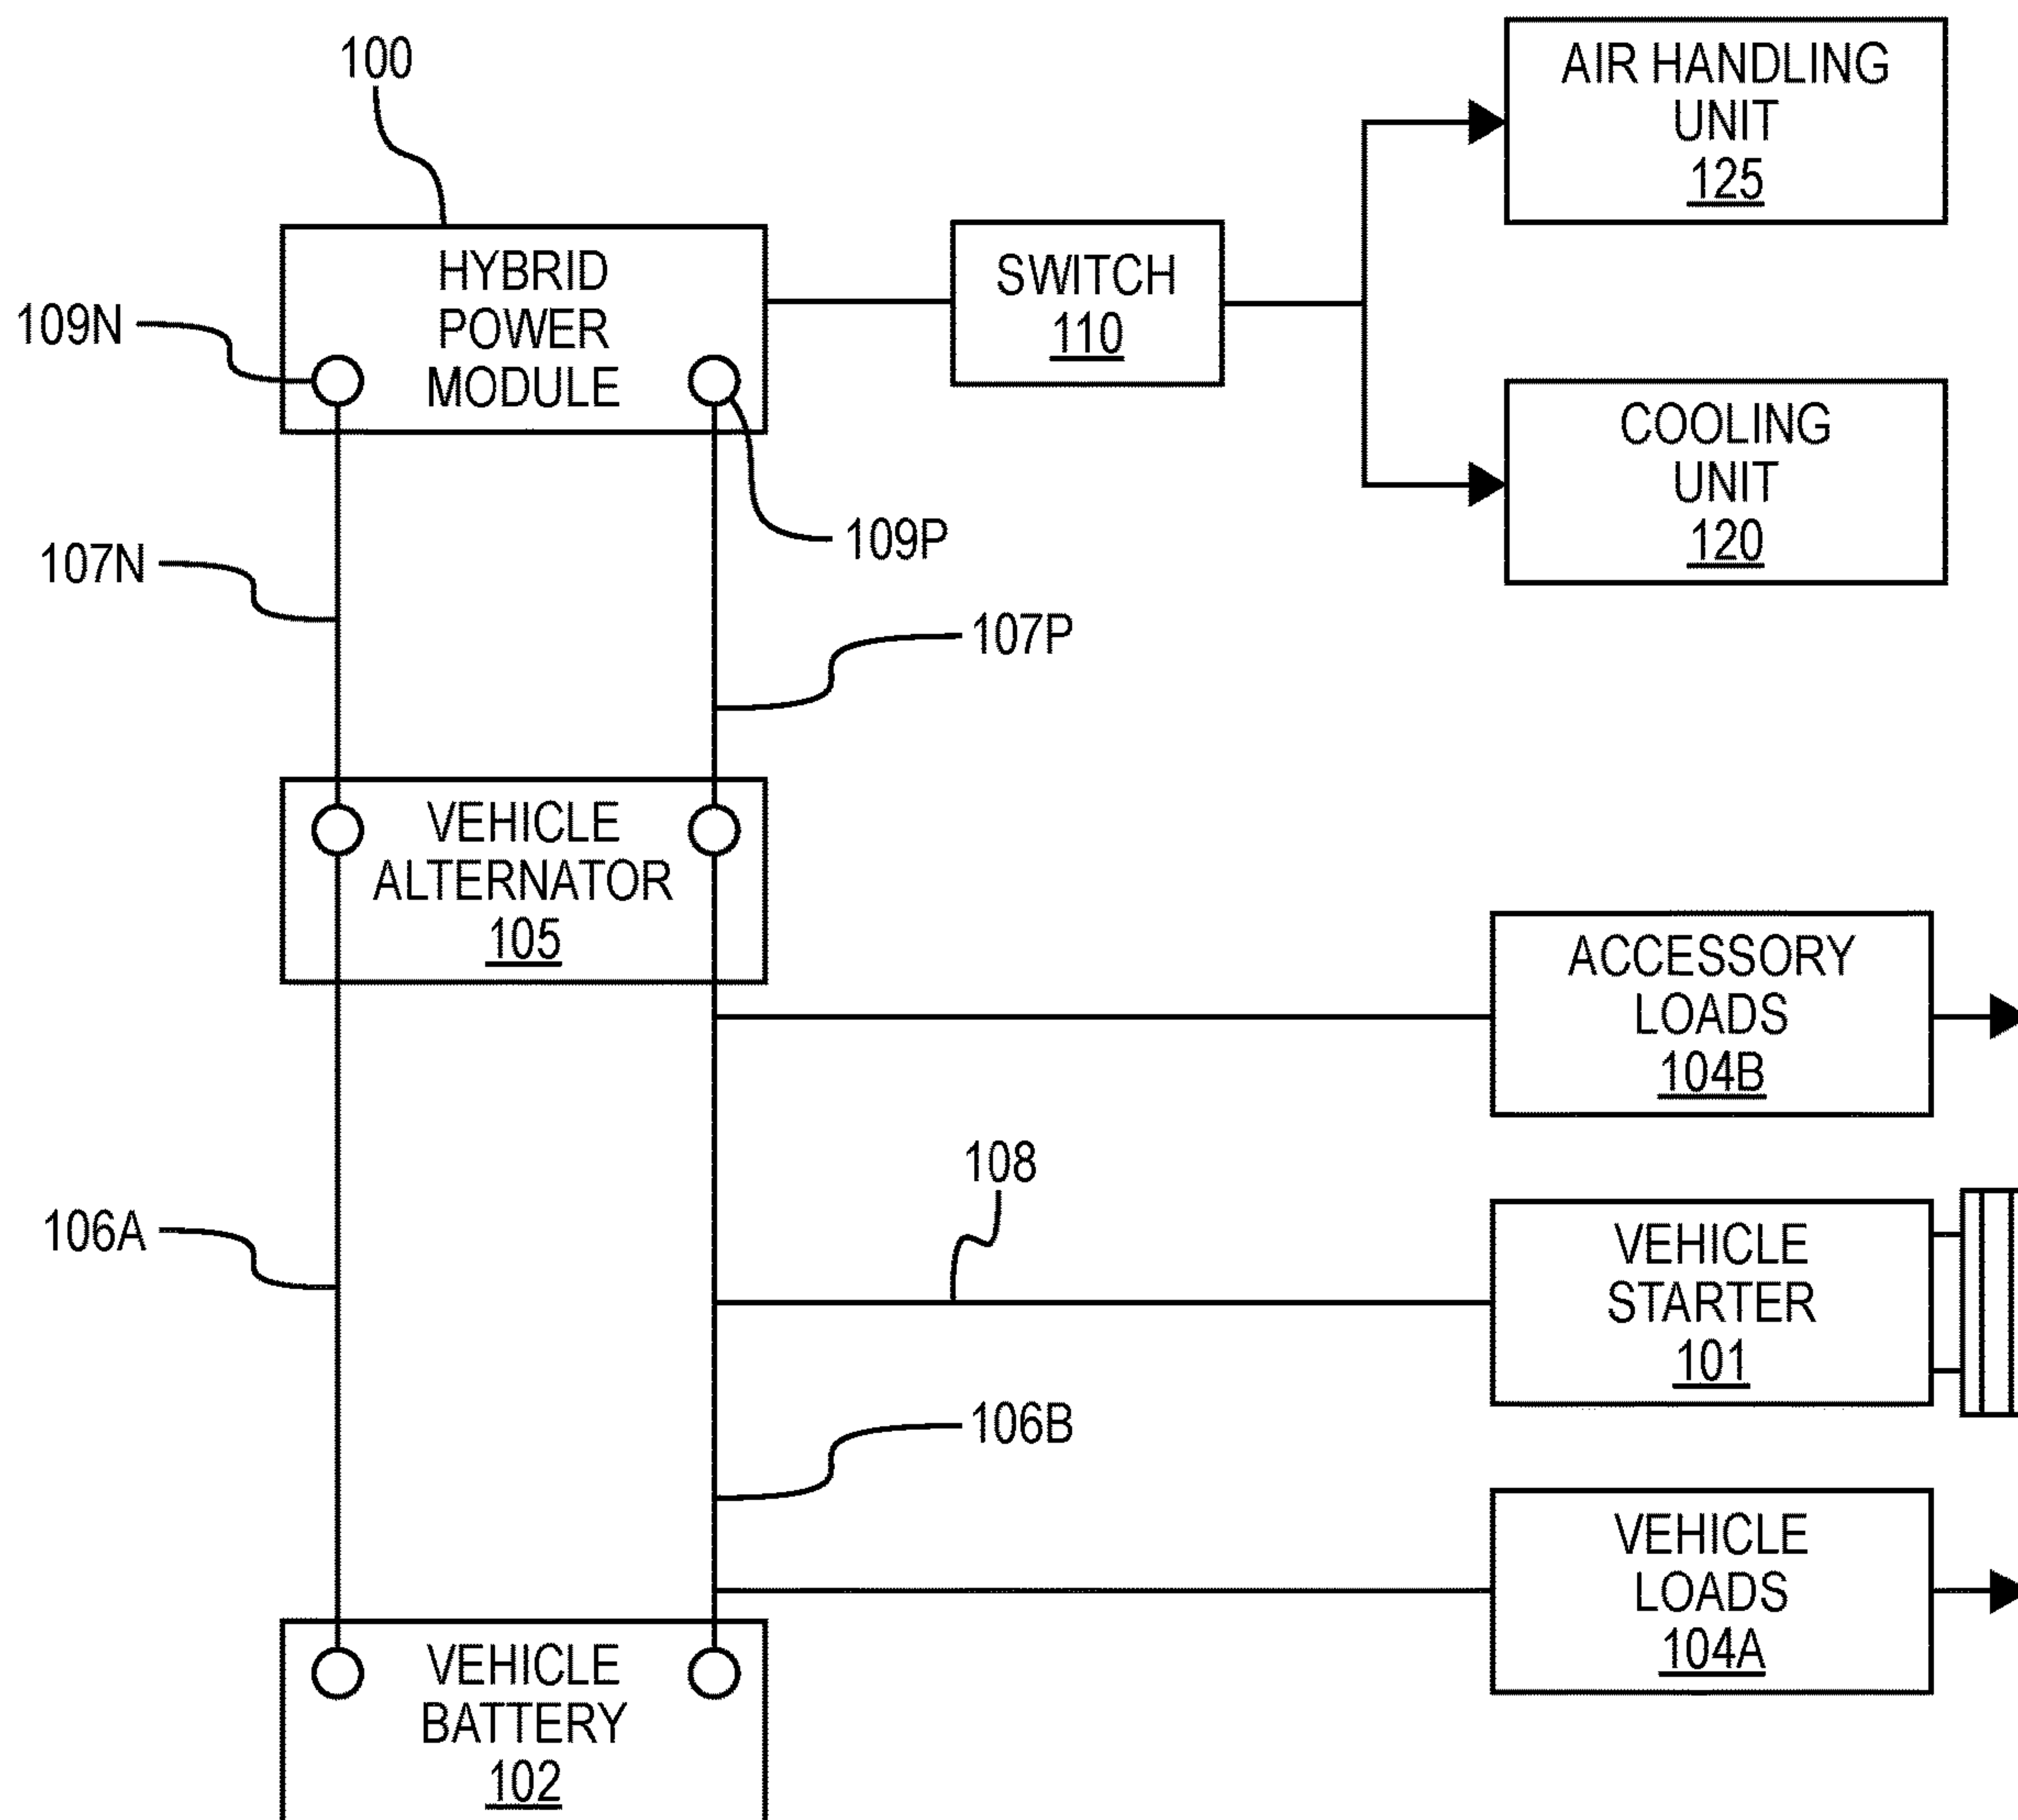 100
AIR HANDLING
UNIT
125
HYBRID
POWER
MODULE
SWITCH
110
109N
COOLING
UNIT
120
109P
107N
107P
VEHICLE
ALTERNATOR
105
ACCESSORY
LOADS
104B
108
106A
VEHICLE
STARTER
101
106B
VEHICLE
LOADS
104A
VEHICLE
BATTERY
102